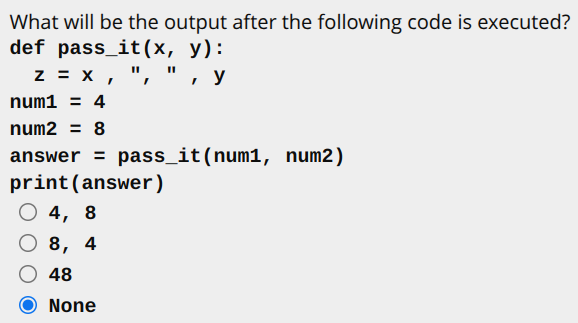 What will be the output after the following code is executed?
def pass_it(x, y):
  z = x , ", " , y
num1 = 4
num2 = 8
answer = pass_it(num1, num2)
print(answer)
4, 8
8, 4
48
None